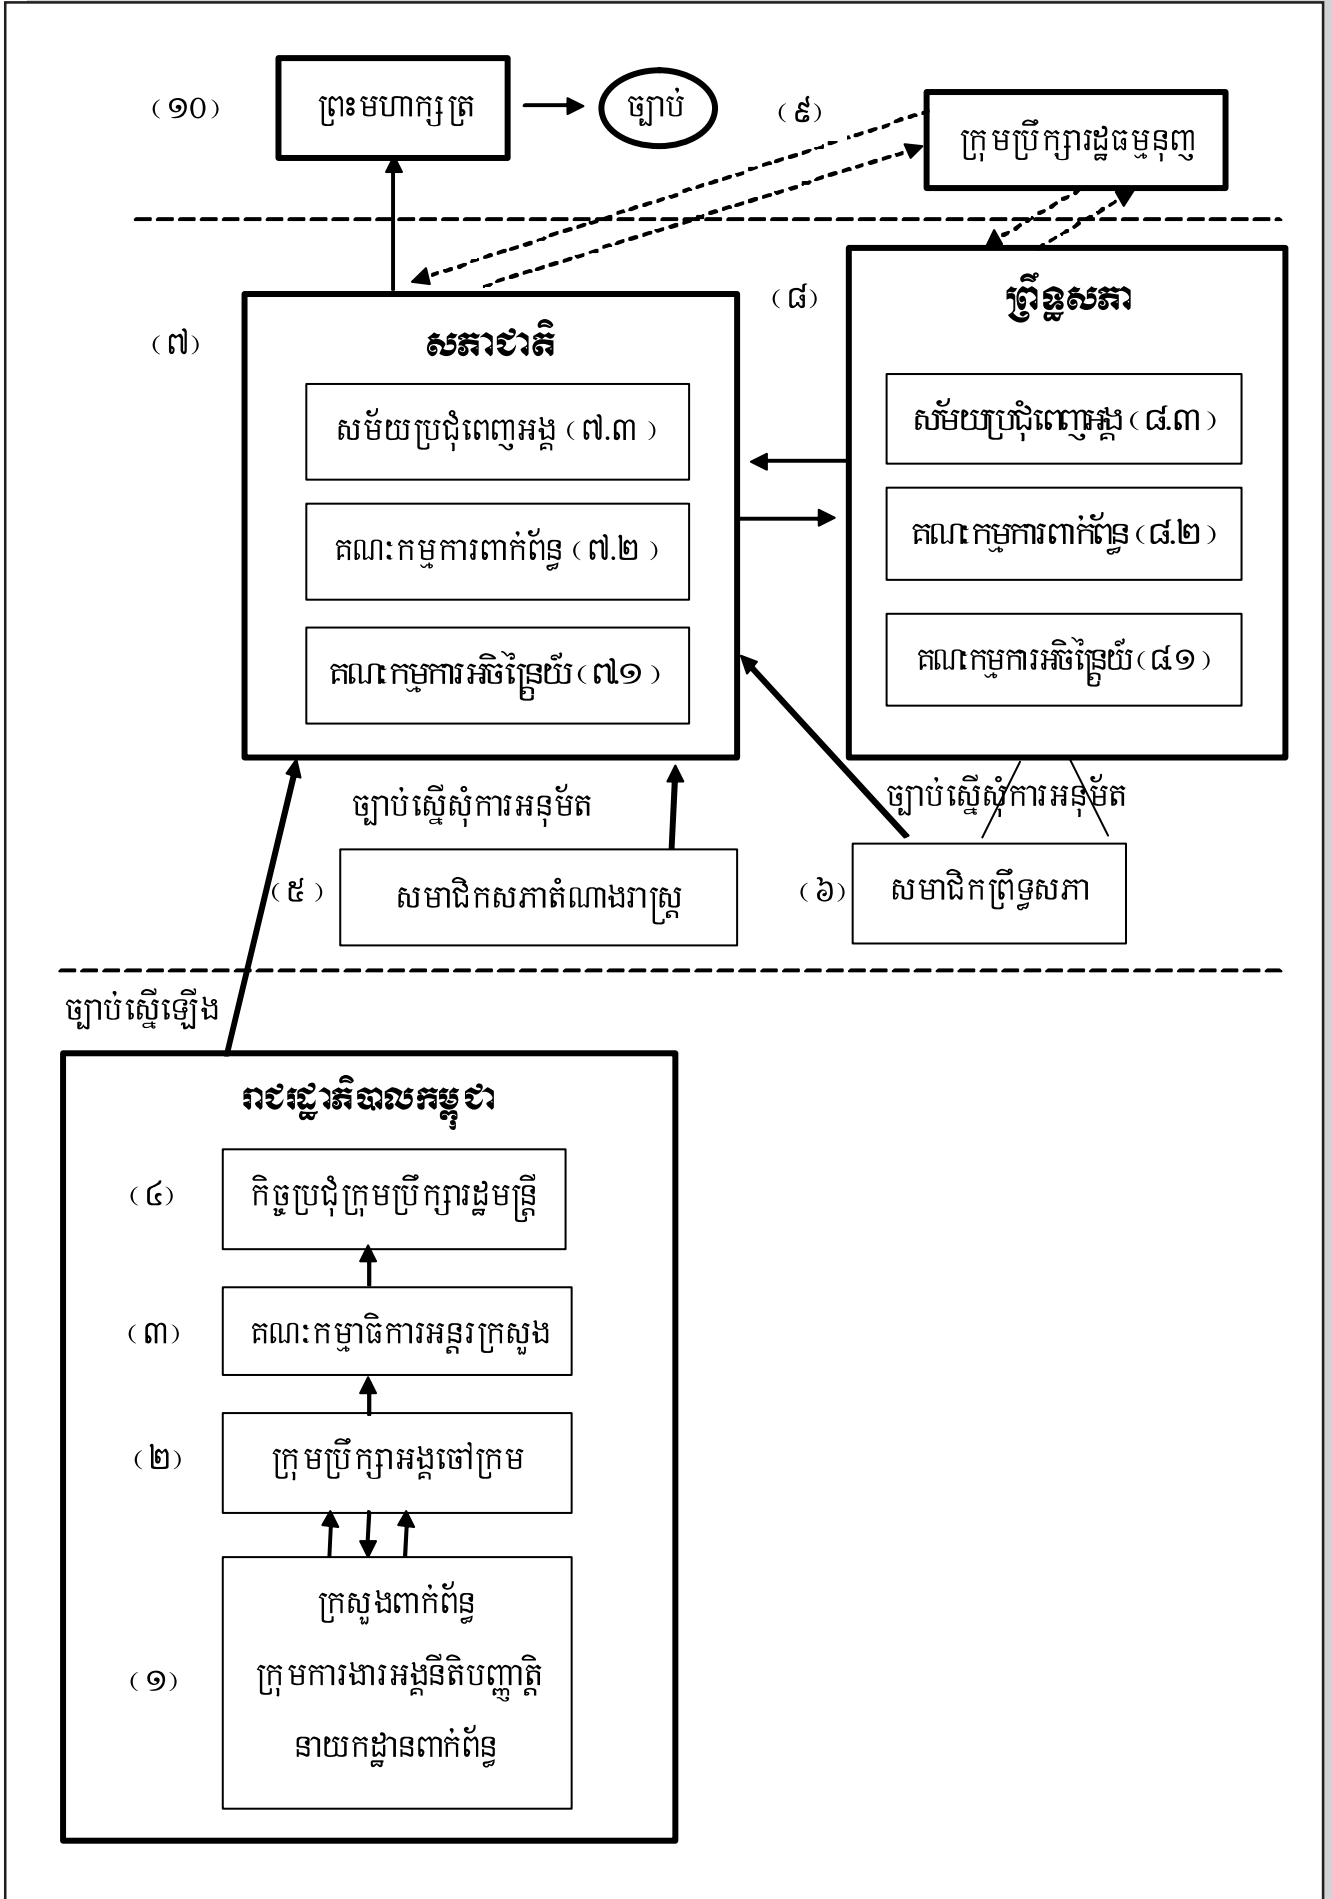 (១០)
ព្រះមហាក្សត្រ
ច្បាប់
(៩)
ក្រុមប្រឹក្សារដ្ឋធម្មនុញ្ញ
(៧)
សភាជាតិ
សម័យប្រជុំពេញអង្គ (៧.៣ )
គណៈកម្មការពាក់ព័ន្ធ (៧.២ )
គណៈកម្មការអចិន្ត្រៃយ៍ (៧.១ )
(៨)
ព្រឹទ្ធសភា
សម័យប្រជុំពេញអង្គ (៨.៣ )
គណៈកម្មការពាក់ព័ន្ធ (៨.២ )
គណៈកម្មការអចិន្ត្រៃយ៍ (៨.១ )
ច្បាប់ស្នើសុំការអនុម័ត
ច្បាប់ស្នើសុំការអនុម័ត
(៥ )
សមាជិកសភាតំណាងរាស្ត្រ
(៦)
សមាជិកព្រឹទ្ធសភា
ច្បាប់ស្នើឡើង
រាជរដ្ឋាភិបាលកម្ពុជា
(៤)
កិច្ចប្រជុំក្រុមប្រឹក្សារដ្ឋមន្ត្រី
(៣)
គណៈកម្មាធិការអន្តរក្រសួង
(២)
ក្រុមប្រឹក្សាអង្គចៅក្រម
(១)
ក្រសួងពាក់ព័ន្ធ
ក្រុមការងារអង្គនីតិបញ្ញាត្តិ
នាយកដ្ឋានពាក់ព័ន្ធ